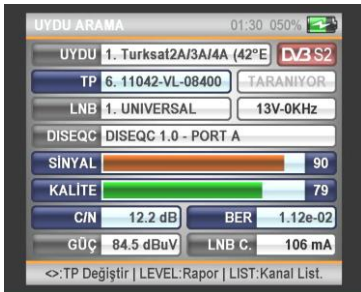 UYDU ARAMA 01:30 050%
UYDU 1. Turksat2A/3A/4A (42°E DVB S2
TP 6. 11042-VL-08400 TARANIYOR
LNB 1. UNIVERSAL 13V-0KHz
DISEQC DISEQC 1.0 - PORT A
SİNYAL 90
KALİTE 79
C/N 12.2 dB BER 1.12e-02
GÜÇ 84.5 dBuV LNB C. 106 mA
<>:TP Değiştir | LEVEL:Rapor | LIST:Kanal List.